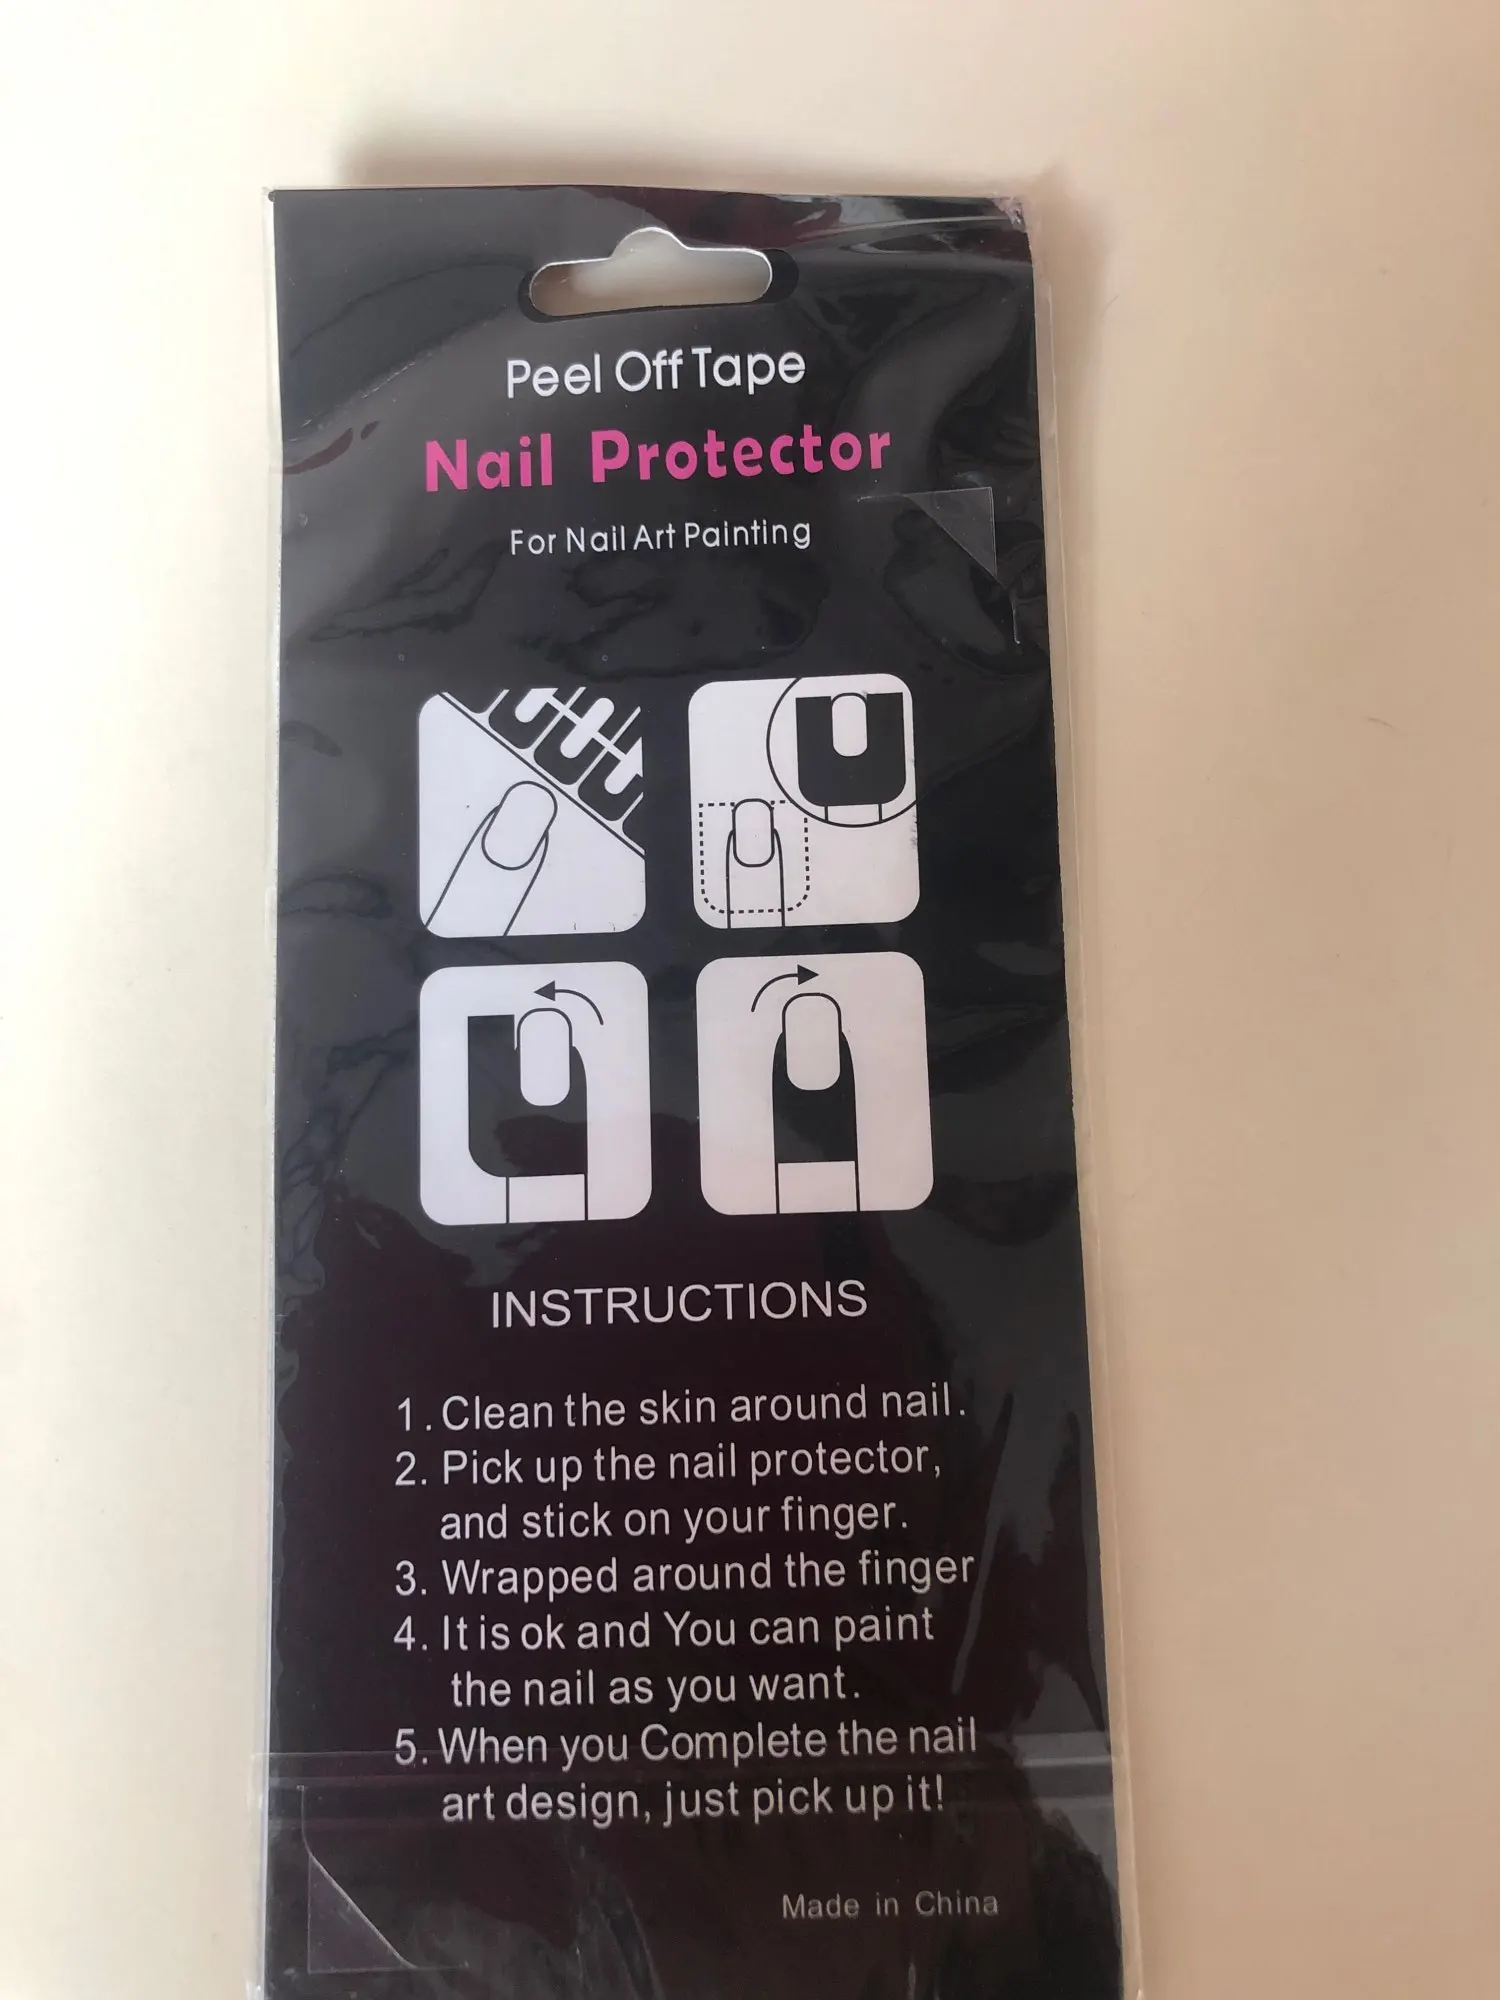 Peel Off Tape
Nail Protector
For Nail Art Painting
INSTRUCTIONS
1. Clean the skin around nail.
2. Pick up the nail protector,
and stick on your finger.
3. Wrapped around the finger
4. It is ok and You can paint
the nail as you want.
5. When you Complete the nail
art design, just pick up it!
Made in China